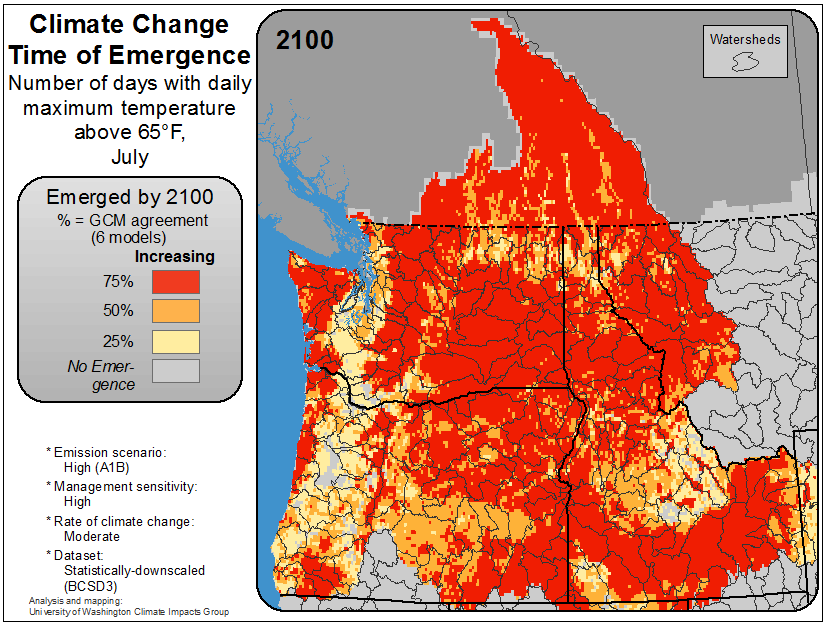 Climate Change
Time of Emergence
Number of days with daily
maximum temperature
above 65°F,
July
Emerged by 2100
% = GCM agreement
(6 models)
Increasing
75%
50%
25%
No Emer-
gence
* Emission scenario:
High (A1B)
* Management sensitivity:
High
* Rate of climate change:
Moderate
* Dataset:
Statistically-downscaled
(BCSD3)
Analysis and mapping:
University of Washington Climate Impacts Group
2100
Watersheds